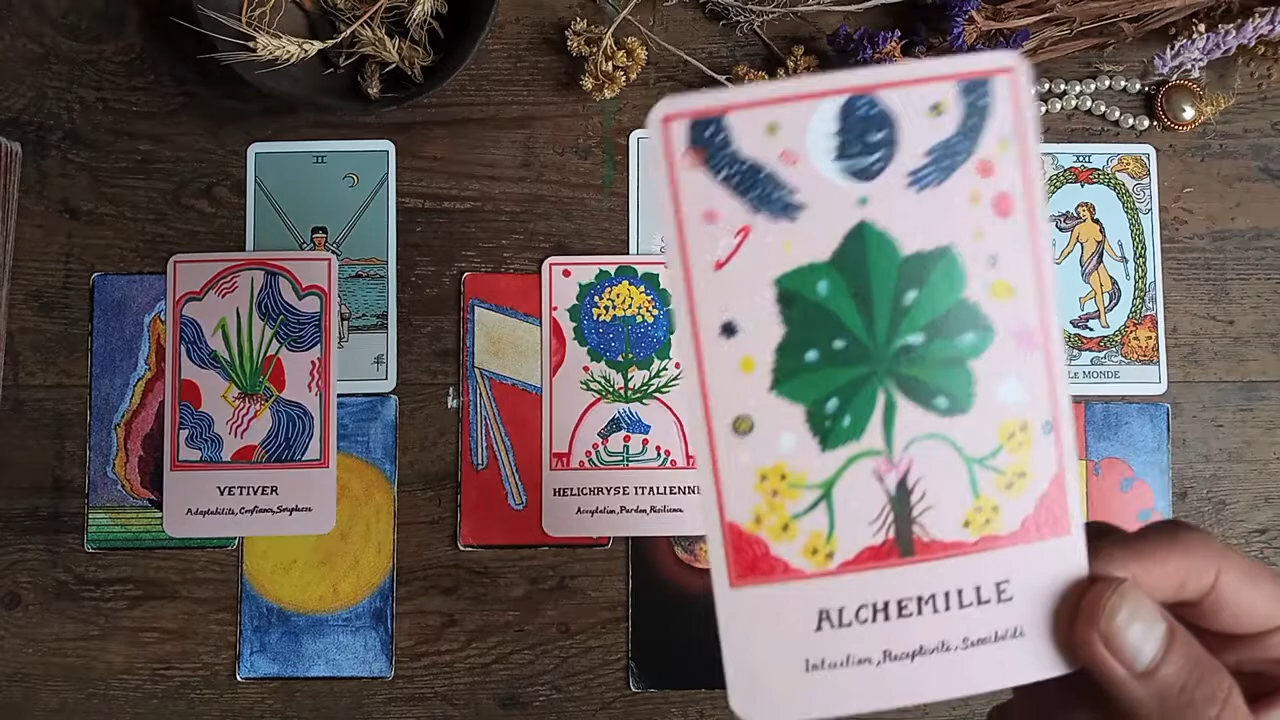 II
XXI
LE MONDE
VETIVER
Adaptabilité, Confiance, Souplesse
HELICHRYSE ITALIENNE
Acceptation, Pardon, Résilience
ALCHEMILLE
Intuition, Réceptivité, Sensibilité